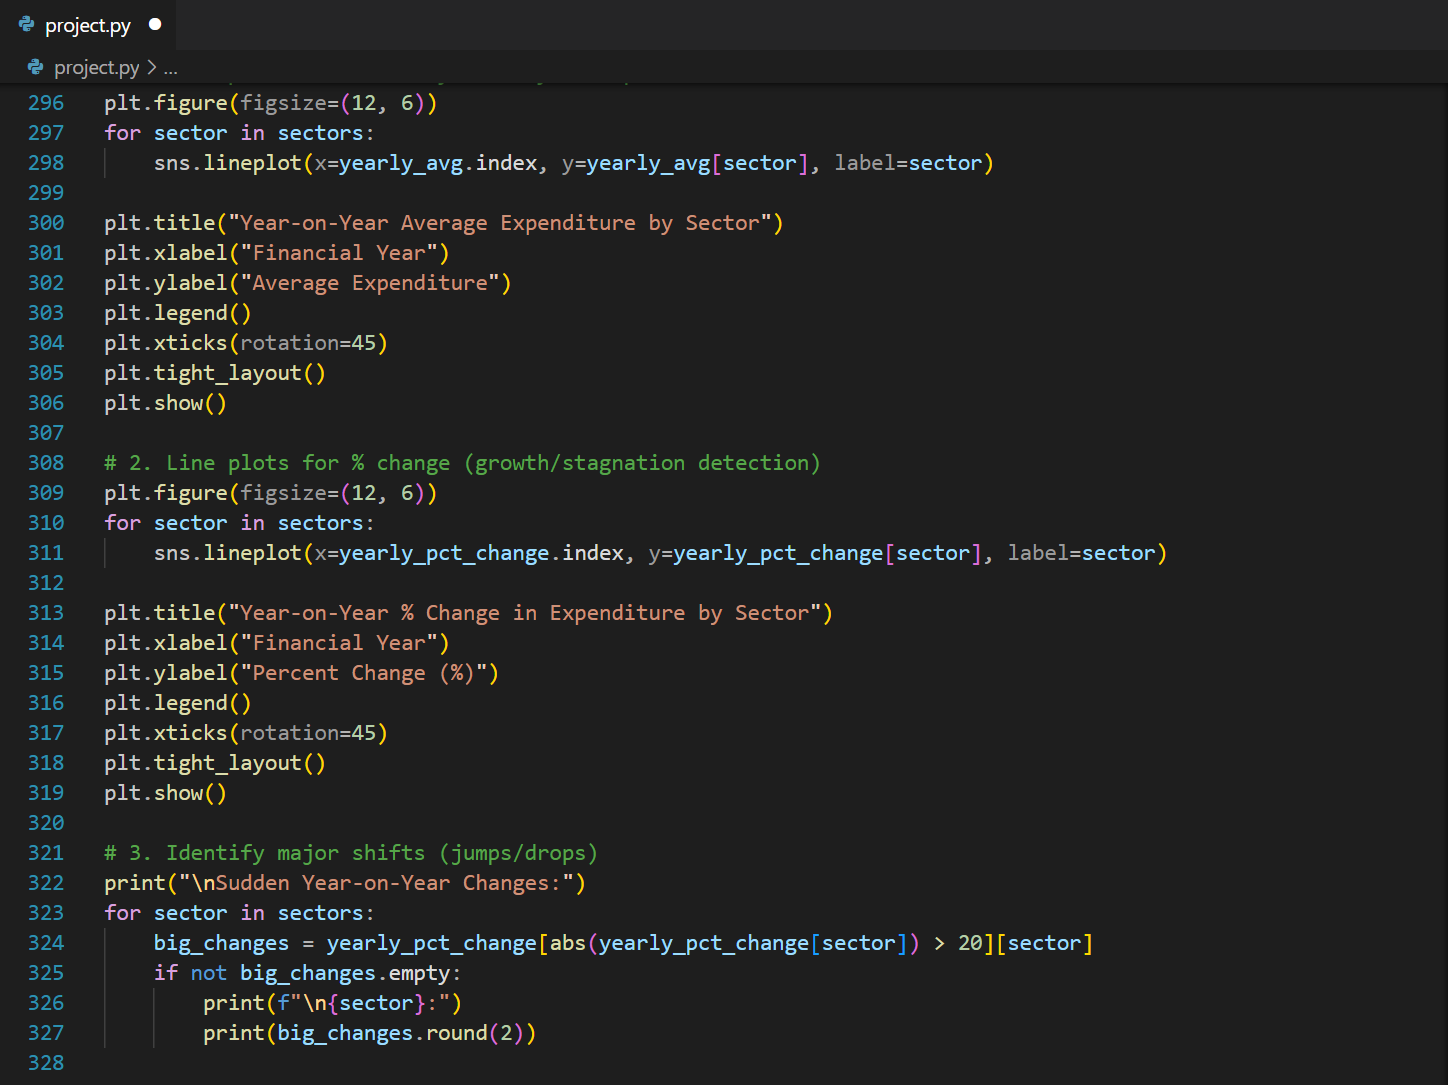 project.py
project.py > ...
296 plt.figure(figsize=(12, 6))
297 for sector in sectors:
298     sns.lineplot(x=yearly_avg.index, y=yearly_avg[sector], label=sector)
299
300 plt.title("Year-on-Year Average Expenditure by Sector")
301 plt.xlabel("Financial Year")
302 plt.ylabel("Average Expenditure")
303 plt.legend()
304 plt.xticks(rotation=45)
305 plt.tight_layout()
306 plt.show()
307
308 # 2. Line plots for % change (growth/stagnation detection)
309 plt.figure(figsize=(12, 6))
310 for sector in sectors:
311     sns.lineplot(x=yearly_pct_change.index, y=yearly_pct_change[sector], label=sector)
312
313 plt.title("Year-on-Year % Change in Expenditure by Sector")
314 plt.xlabel("Financial Year")
315 plt.ylabel("Percent Change (%)")
316 plt.legend()
317 plt.xticks(rotation=45)
318 plt.tight_layout()
319 plt.show()
320
321 # 3. Identify major shifts (jumps/drops)
322 print("\nSudden Year-on-Year Changes:")
323 for sector in sectors:
324     big_changes = yearly_pct_change[abs(yearly_pct_change[sector]) > 20][sector]
325     if not big_changes.empty:
326         print(f"\n{sector}:")
327         print(big_changes.round(2))
328